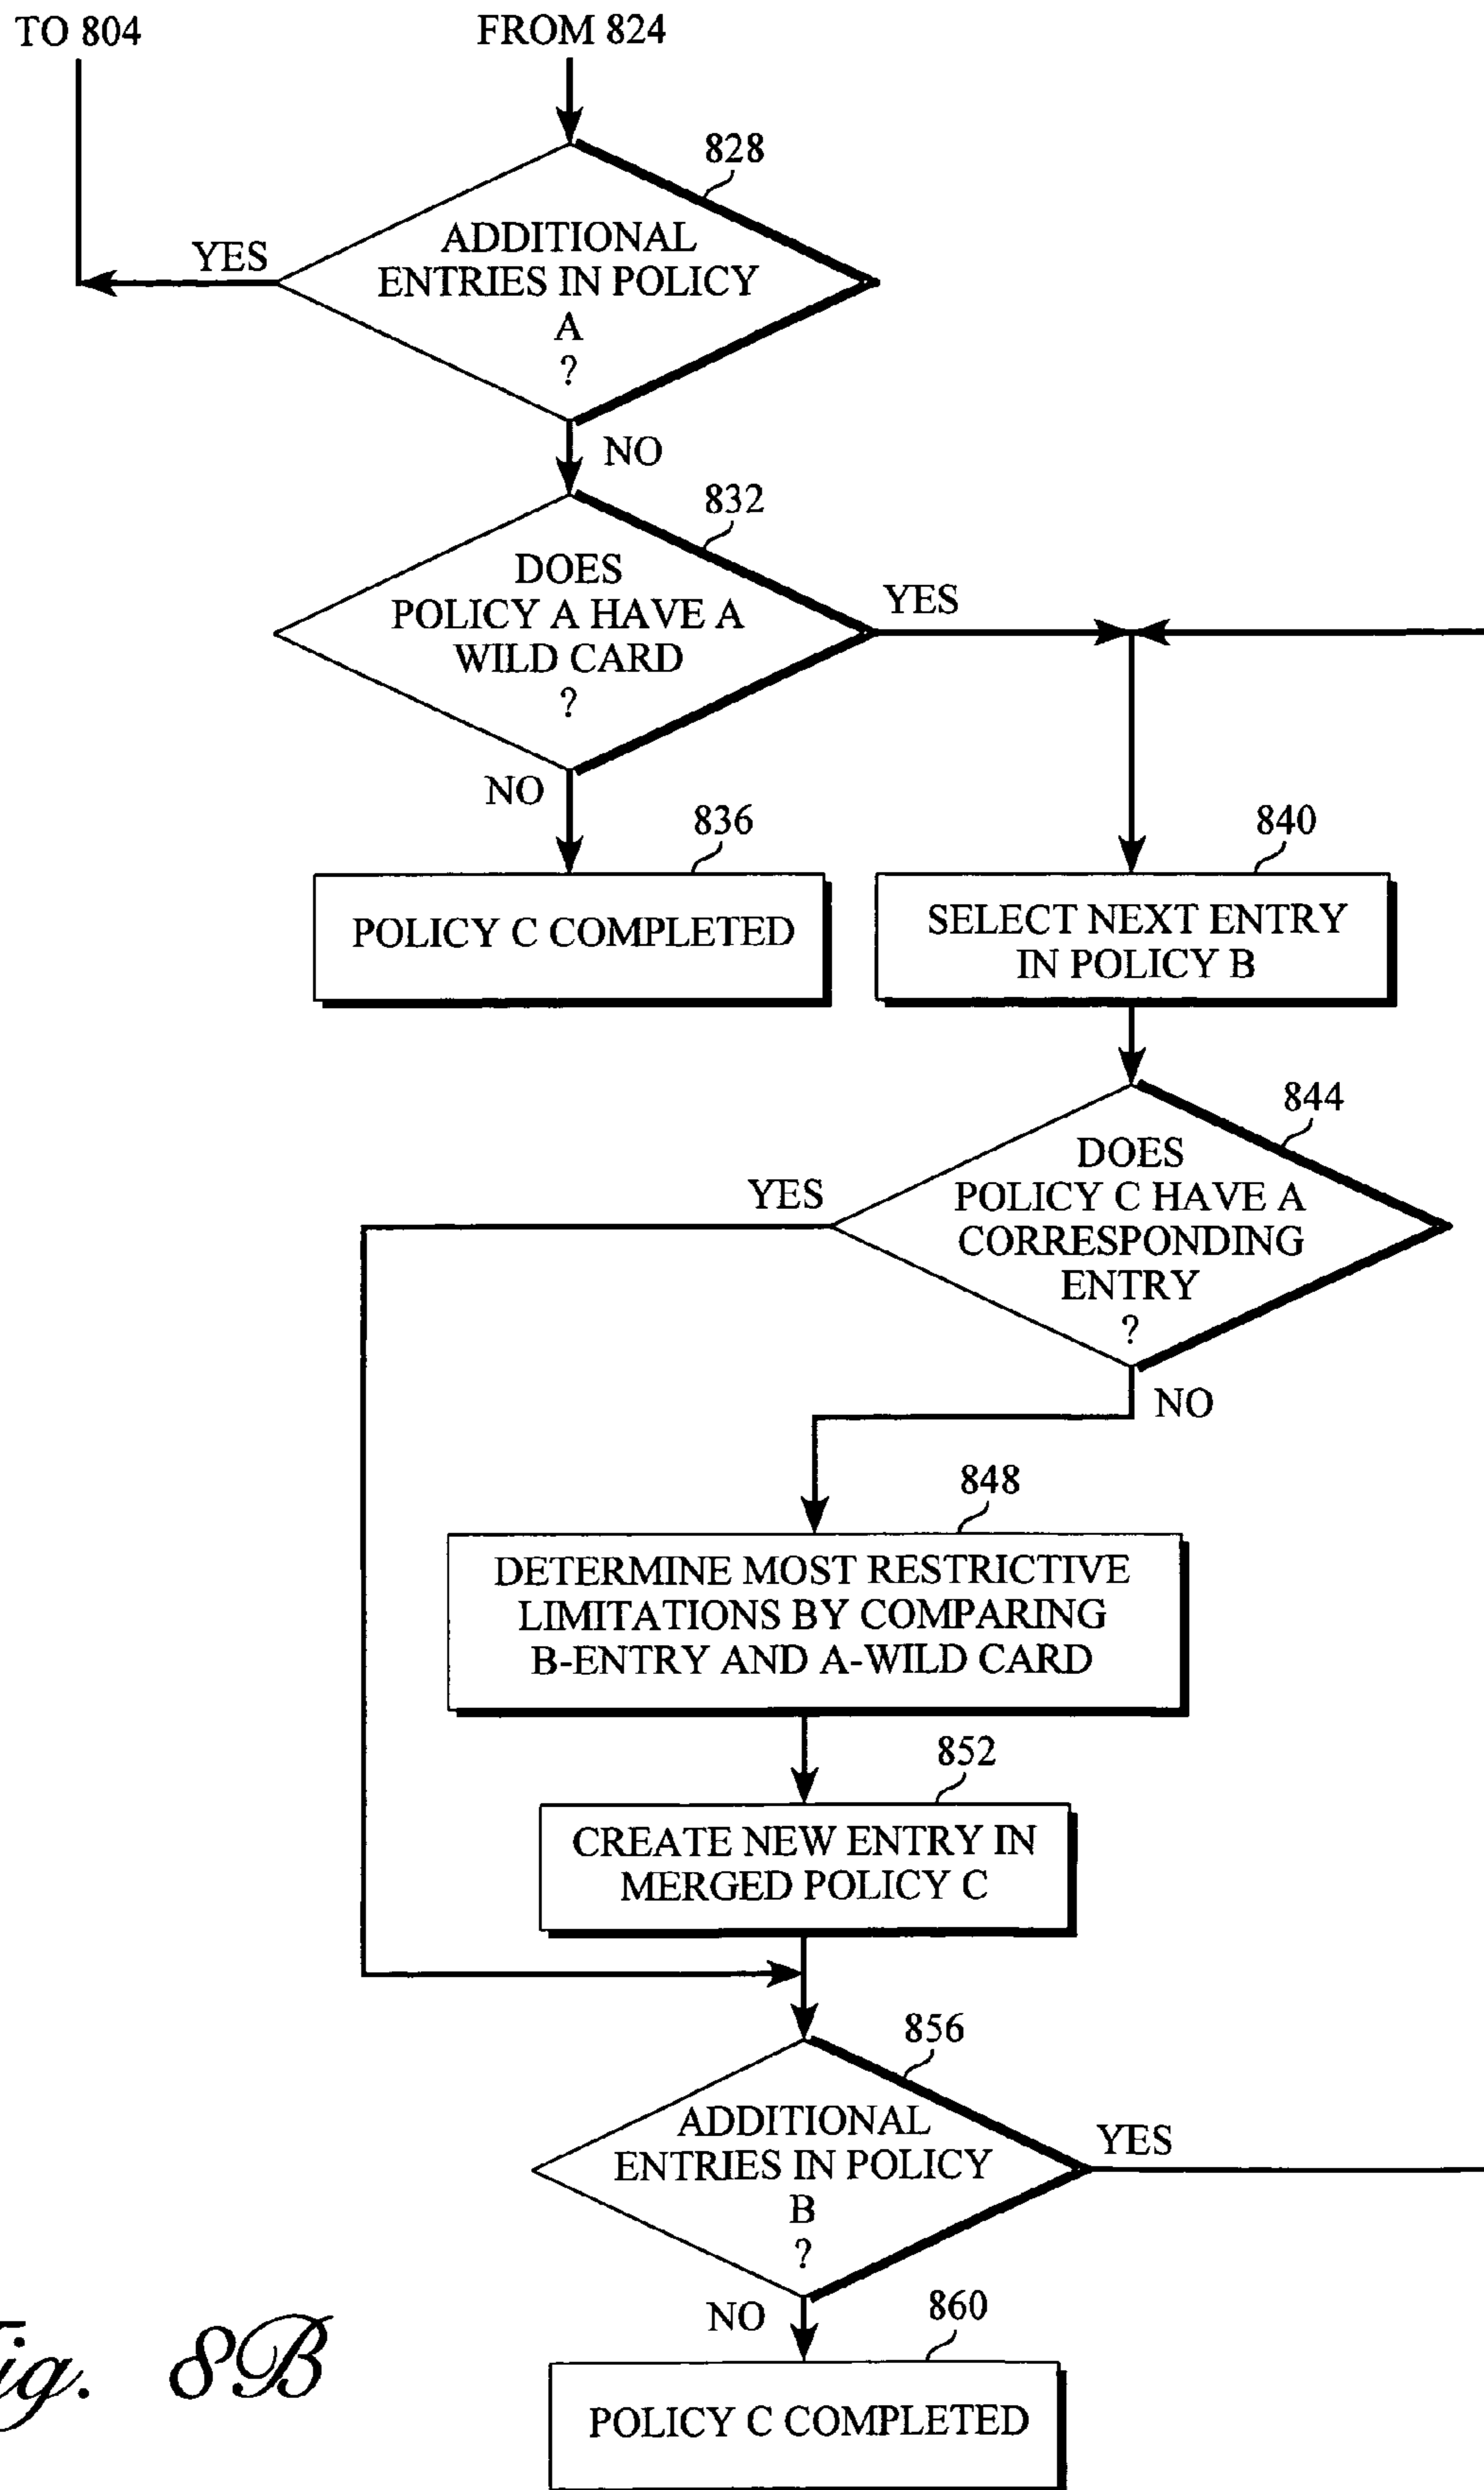 TO 804
FROM 824
828
ADDITIONAL
ENTRIES IN POLICY
A
?
YES
NO
832
DOES
POLICY A HAVE A
WILD CARD
?
YES
NO
836
POLICY C COMPLETED
840
SELECT NEXT ENTRY
IN POLICY B
844
DOES
POLICY C HAVE A
CORRESPONDING
ENTRY
?
YES
NO
848
DETERMINE MOST RESTRICTIVE
LIMITATIONS BY COMPARING
B-ENTRY AND A-WILD CARD
852
CREATE NEW ENTRY IN
MERGED POLICY C
856
ADDITIONAL
ENTRIES IN POLICY
B
?
YES
NO
860
POLICY C COMPLETED
ig. 8B